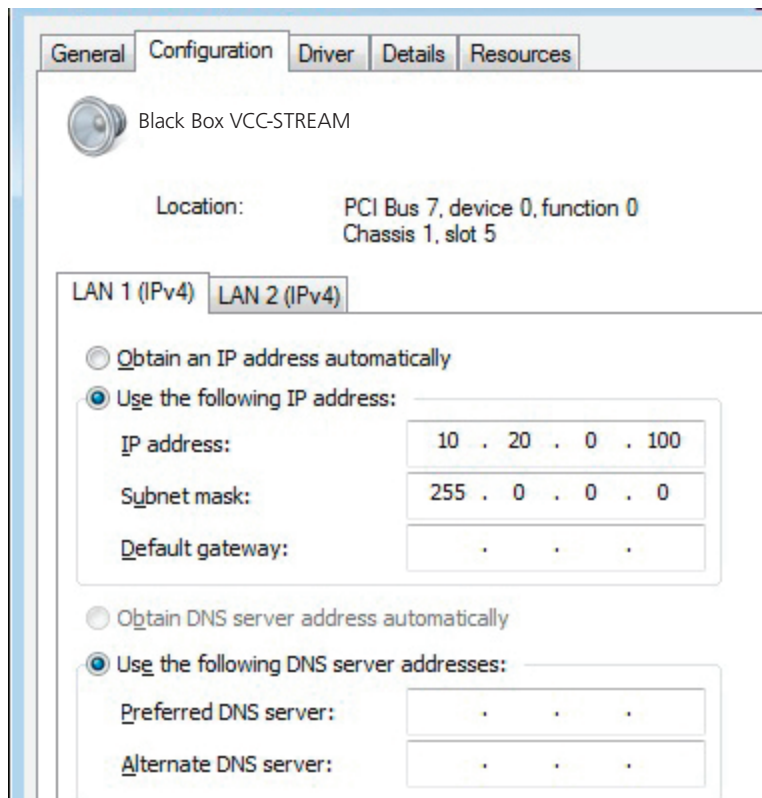 General Configuration Driver Details Resources
Black Box VCC-STREAM
Location: PCI Bus 7, device 0, function 0
Chassis 1, slot 5
LAN 1 (IPv4) LAN 2 (IPv4)
Obtain an IP address automatically
Use the following IP address:
IP address: 10 . 20 . 0 . 100
Subnet mask: 255 . 0 . 0 . 0
Default gateway: . . .
Obtain DNS server address automatically
Use the following DNS server addresses:
Preferred DNS server: . . .
Alternate DNS server: . . .